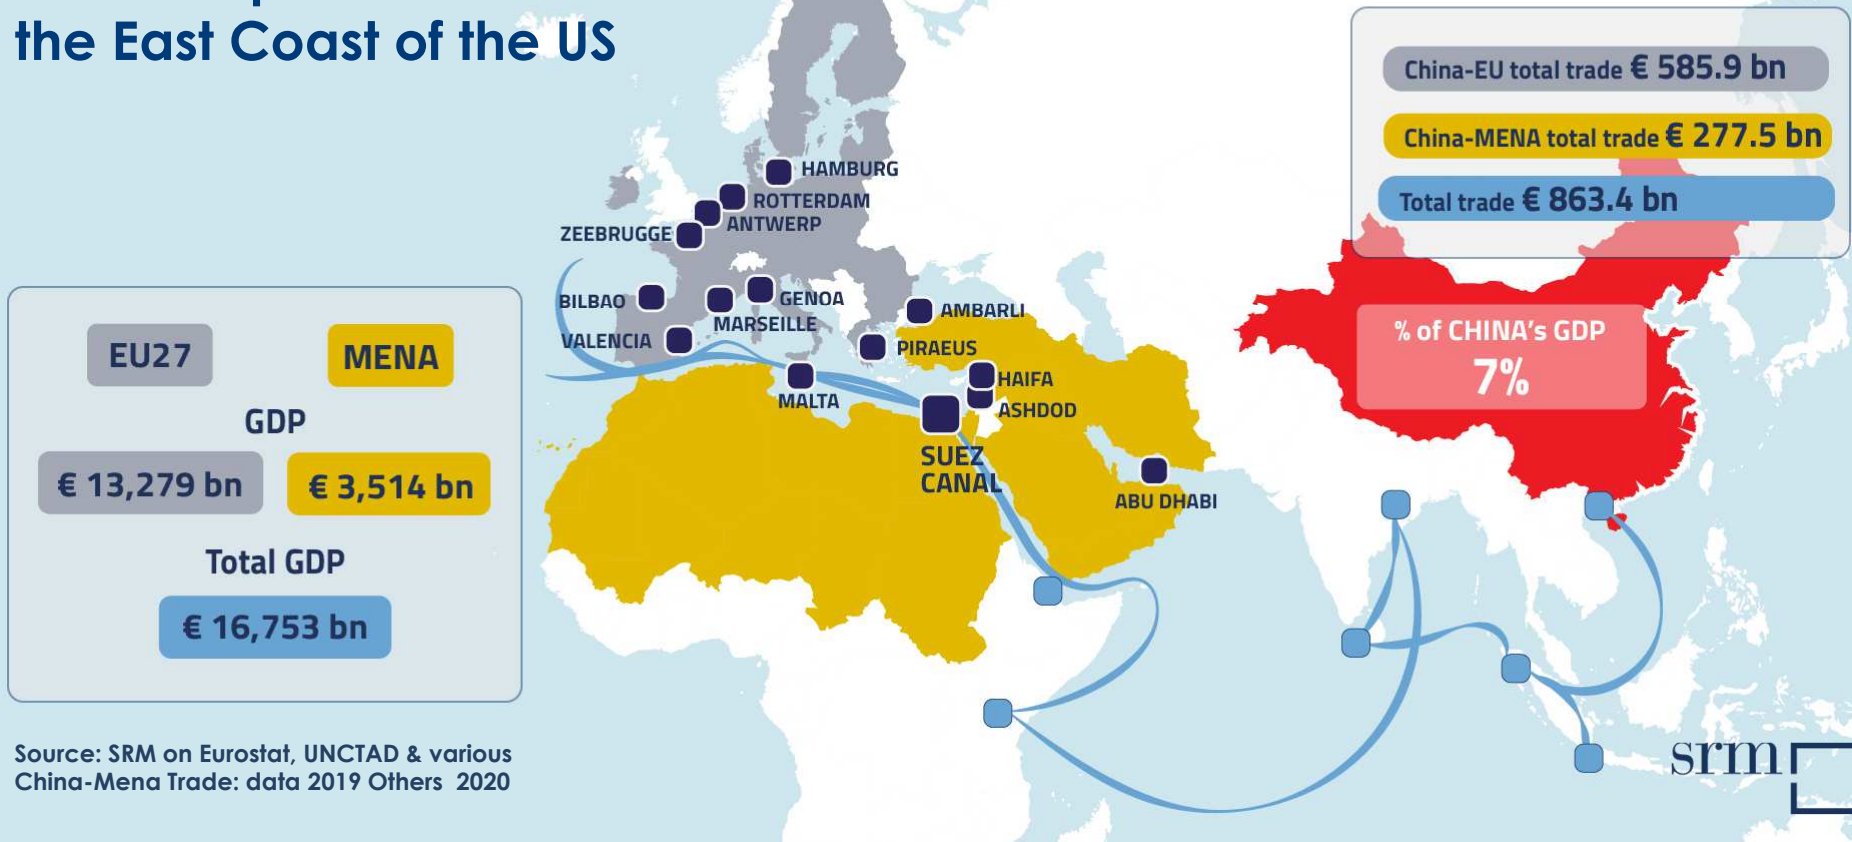 the East Coast of the US
China-EU total trade € 585.9 bn
China-MENA total trade € 277.5 bn
Total trade € 863.4 bn
HAMBURG
ROTTERDAM
ANTWERP
ZEEBRUGGE
BILBAO
GENOA
MARSEILLE
VALENCIA
AMBARLI
PIRAEUS
HAIFA
ASHDOD
MALTA
SUEZ
CANAL
ABU DHABI
% of CHINA's GDP
7%
EU27
MENA
GDP
€ 13,279 bn
€ 3,514 bn
Total GDP
€ 16,753 bn
Source: SRM on Eurostat, UNCTAD & various
China-Mena Trade: data 2019 Others 2020
srm